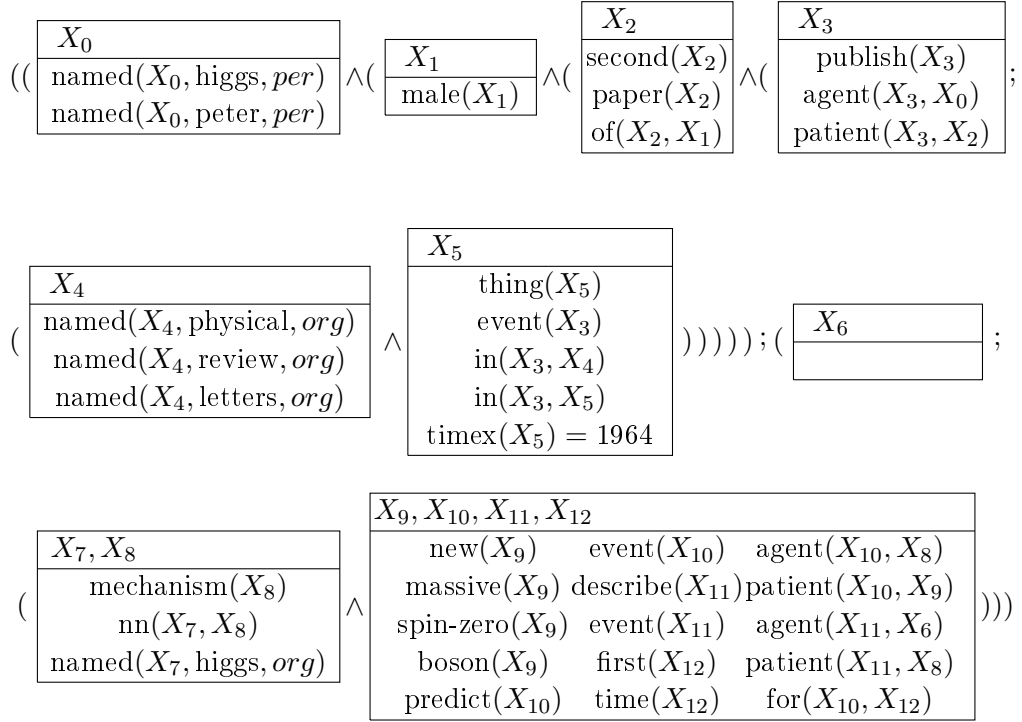 (( X₀ ∧( X₁ ∧( X₂ ∧( X₃ ;
named(X₀, higgs, per) male(X₁) second(X₂) publish(X₃)
named(X₀, peter, per) paper(X₂) agent(X₃, X₀)
of(X₂, X₁) patient(X₃, X₂)
( X₄ ∧ X₅ ))))) ; ( X₆ ;
named(X₄, physical, org) thing(X₅)
named(X₄, review, org) event(X₃)
named(X₄, letters, org) in(X₃, X₄)
in(X₃, X₅)
timex(X₅) = 1964
( X₇, X₈ ∧ X₉, X₁₀, X₁₁, X₁₂ )))
mechanism(X₈) new(X₉) event(X₁₀) agent(X₁₀, X₈)
nn(X₇, X₈) massive(X₉) describe(X₁₁) patient(X₁₀, X₉)
named(X₇, higgs, org) spin-zero(X₉) event(X₁₁) agent(X₁₁, X₆)
boson(X₉) first(X₁₂) patient(X₁₁, X₈)
predict(X₁₀) time(X₁₂) for(X₁₀, X₁₂)